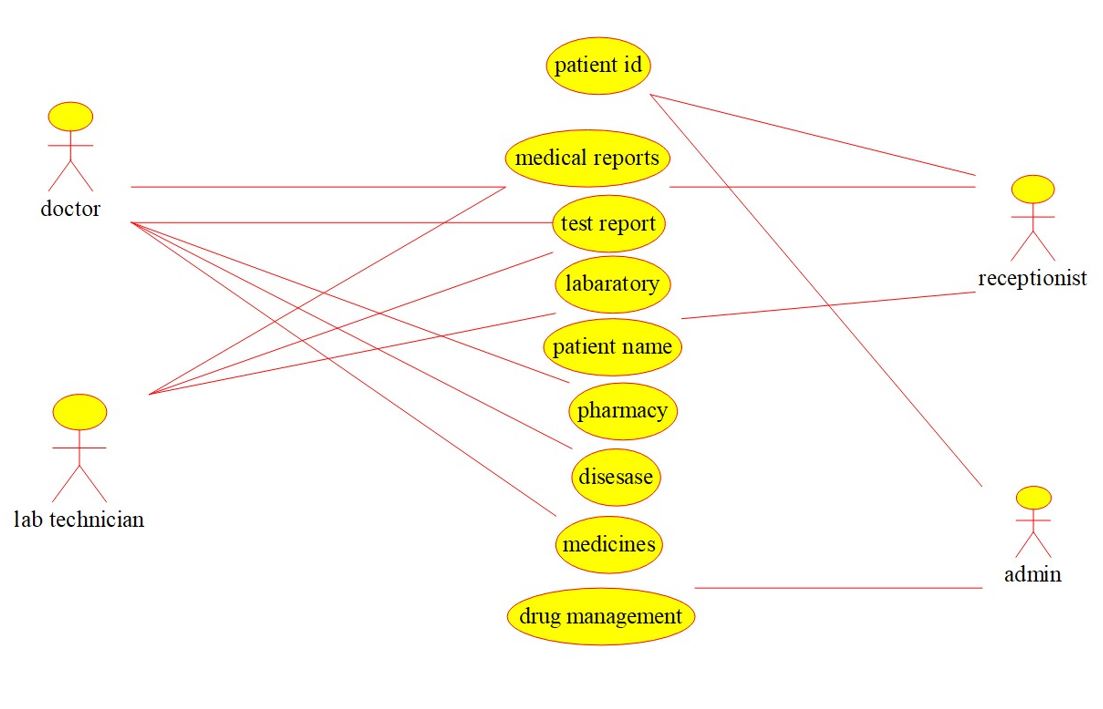 patient id
medical reports
doctor
test report
receptionist
labaratory
patient name
pharmacy
disesase
lab technician
medicines
admin
drug management